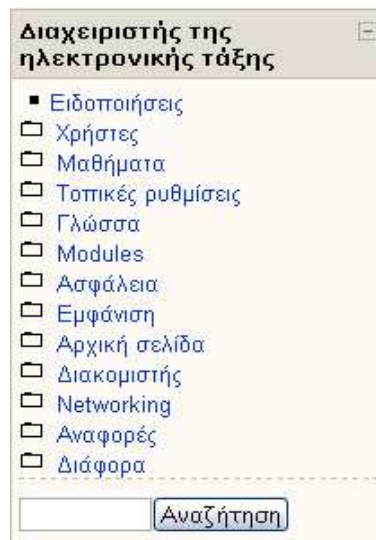 Διαχειριστής της
ηλεκτρονικής τάξης
Ειδοποιήσεις
Χρήστες
Μαθήματα
Τοπικές ρυθμίσεις
Γλώσσα
Modules
Ασφάλεια
Εμφάνιση
Αρχική σελίδα
Διακομιστής
Networking
Αναφορές
Διάφορα
Αναζήτηση